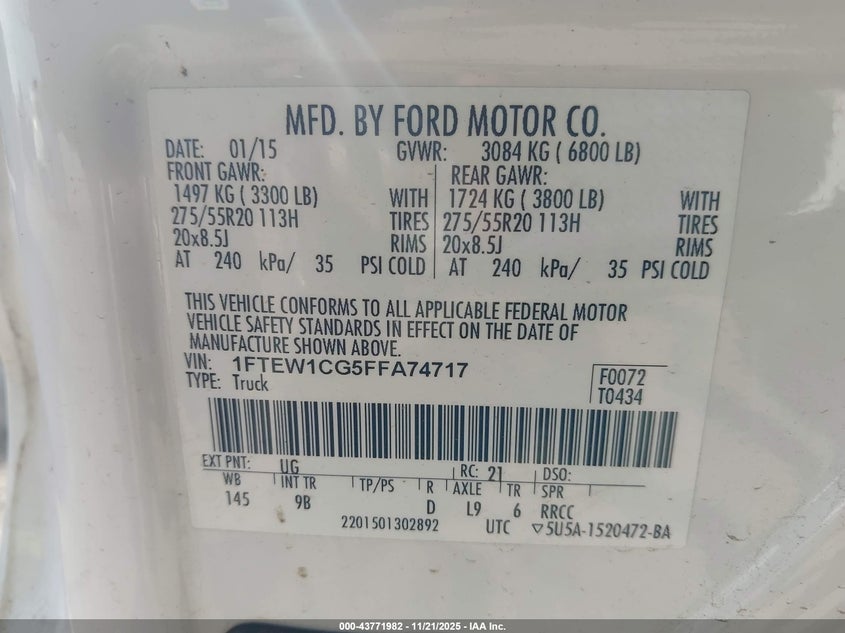 MFD. BY FORD MOTOR CO.
DATE: 01/15 GVWR: 3084 KG ( 6800 LB)
FRONT GAWR: REAR GAWR:
1497 KG ( 3300 LB) WITH 1724 KG ( 3800 LB) WITH
275/55R20 113H TIRES 275/55R20 113H TIRES
20x8.5J RIMS 20x8.5J RIMS
AT 240 kPa/ 35 PSI COLD AT 240 kPa/ 35 PSI COLD
THIS VEHICLE CONFORMS TO ALL APPLICABLE FEDERAL MOTOR
VEHICLE SAFETY STANDARDS IN EFFECT ON THE DATE OF
MANUFACTURE SHOWN ABOVE.
VIN: 1FTEW1CG5FFA74717 F0072
TYPE: Truck T0434
EXT PNT: UG RC: 21 DSO:
WB INT TR TP/PS R AXLE TR SPR
145 9B D L9 6 RRCC
2201501302892 UTC ▽5U5A-1520472-BA
000-43771982 - 11/21/2025 - IAA Inc.